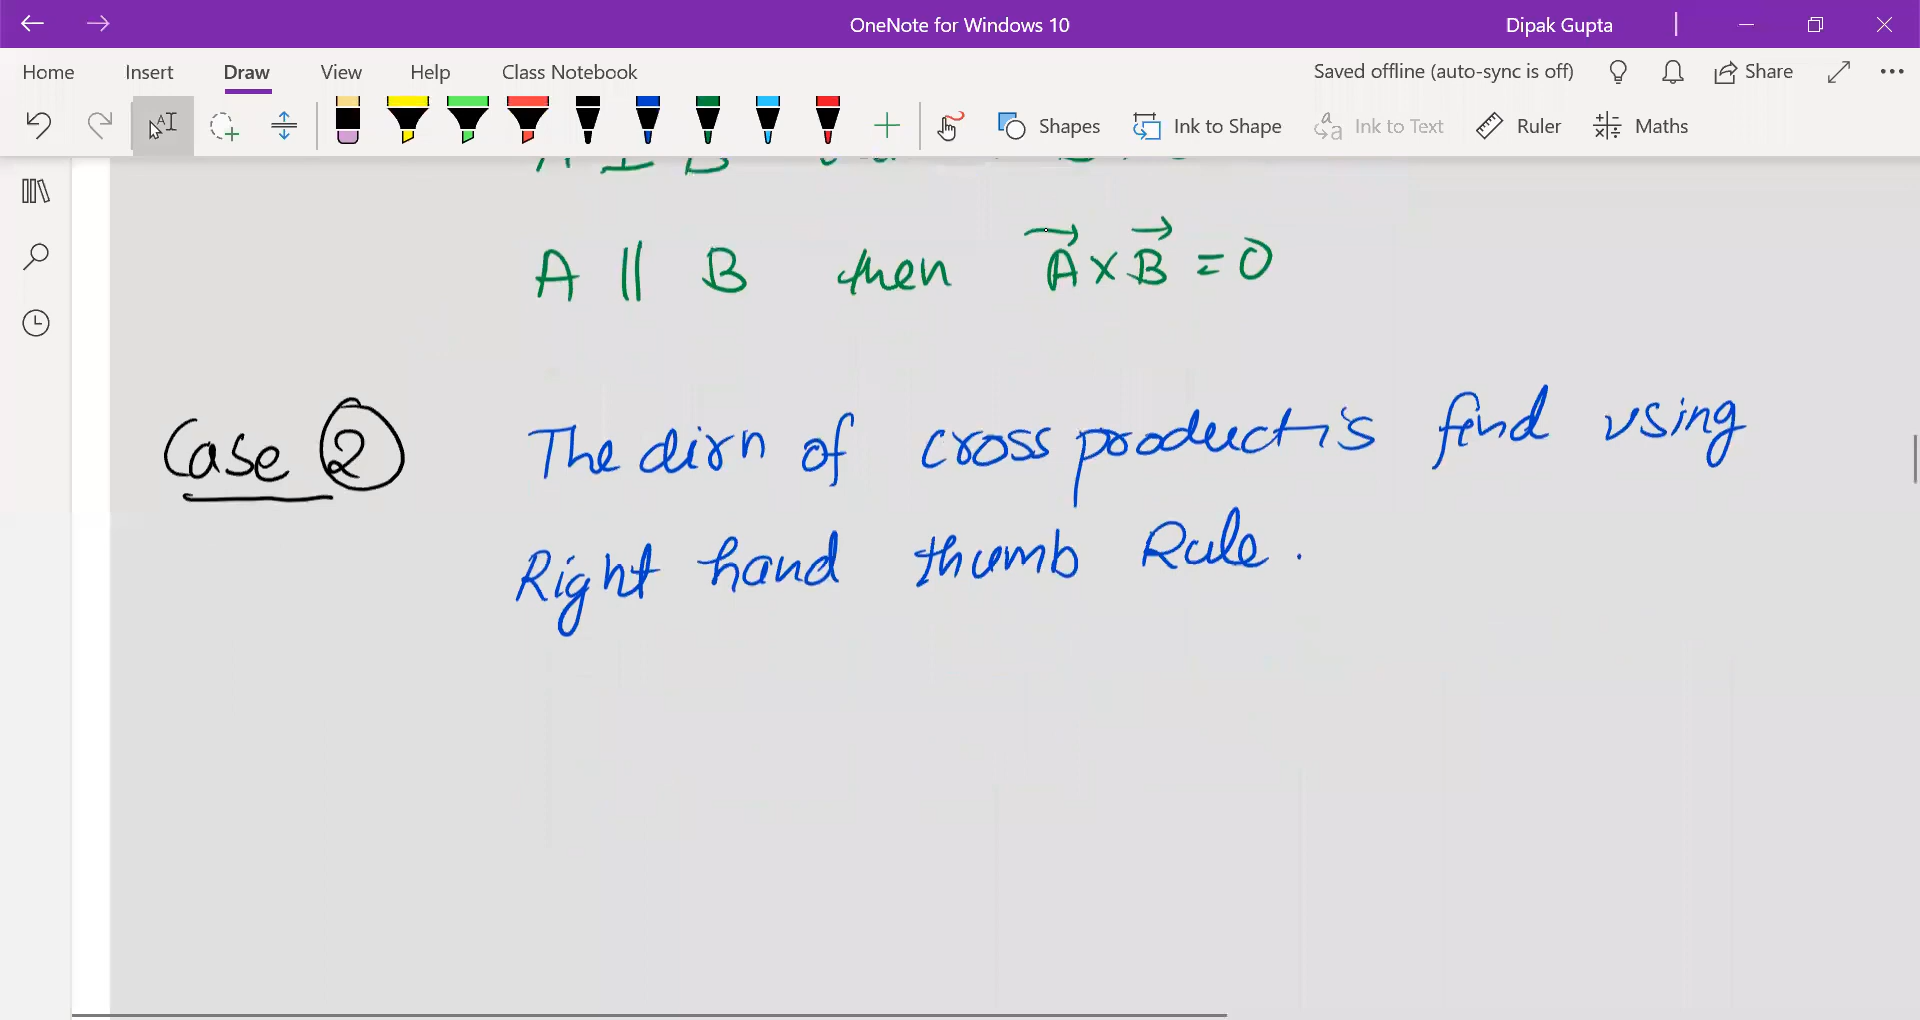 OneNote for Windows 10
Dipak Gupta
Home Insert Draw View Help Class Notebook
Saved offline (auto-sync is off) Share
Shapes Ink to Shape Ink to Text Ruler Maths
A || B then A⃗ × B⃗ = 0
Case 2 The dirn of cross product is find using
Right hand thumb Rule.